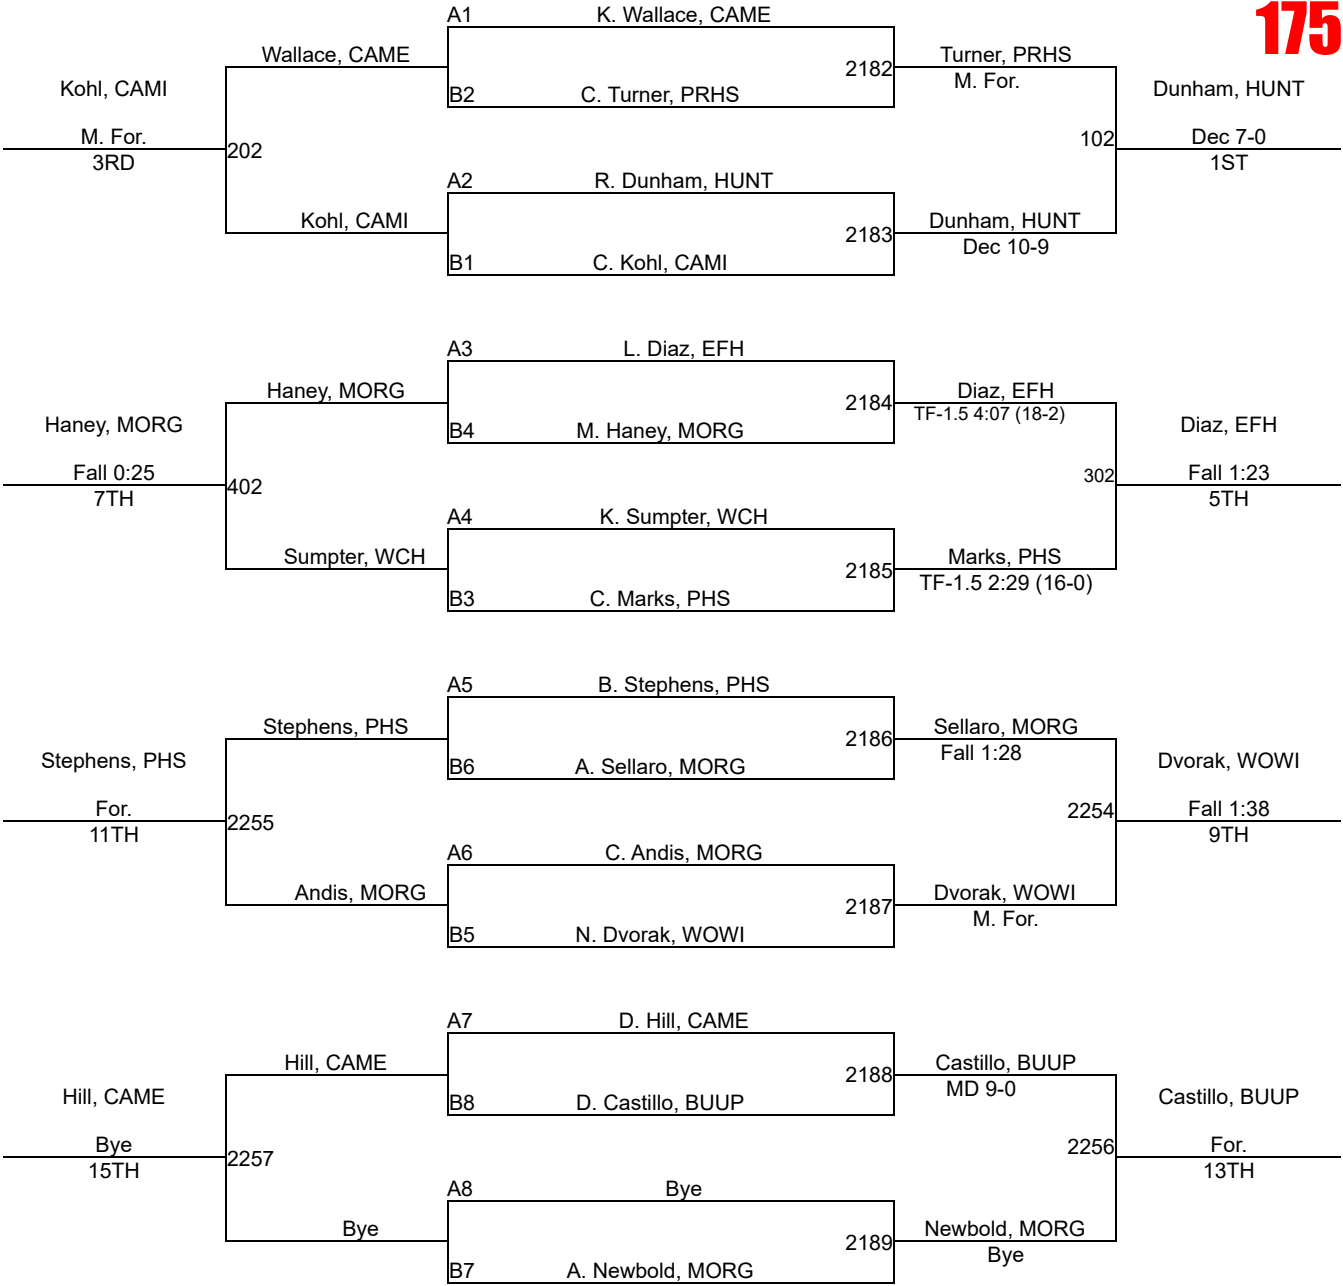 175
A1 K. Wallace, CAME
Wallace, CAME
2182
Turner, PRHS
M. For.
Kohl, CAMI
B2 C. Turner, PRHS
Dunham, HUNT
M. For.
3RD
202
102
Dec 7-0
1ST
A2 R. Dunham, HUNT
Kohl, CAMI
2183
Dunham, HUNT
Dec 10-9
B1 C. Kohl, CAMI
A3 L. Diaz, EFH
Haney, MORG
2184
Diaz, EFH
TF-1.5 4:07 (18-2)
Haney, MORG
B4 M. Haney, MORG
Diaz, EFH
Fall 0:25
7TH
402
302
Fall 1:23
5TH
A4 K. Sumpter, WCH
Sumpter, WCH
2185
Marks, PHS
TF-1.5 2:29 (16-0)
B3 C. Marks, PHS
A5 B. Stephens, PHS
Stephens, PHS
2186
Sellaro, MORG
Fall 1:28
Stephens, PHS
B6 A. Sellaro, MORG
Dvorak, WOWI
For.
11TH
2255
2254
Fall 1:38
9TH
A6 C. Andis, MORG
Andis, MORG
2187
Dvorak, WOWI
M. For.
B5 N. Dvorak, WOWI
A7 D. Hill, CAME
Hill, CAME
2188
Castillo, BUUP
MD 9-0
Hill, CAME
B8 D. Castillo, BUUP
Castillo, BUUP
Bye
15TH
2257
2256
For.
13TH
A8 Bye
Bye
2189
Newbold, MORG
Bye
B7 A. Newbold, MORG